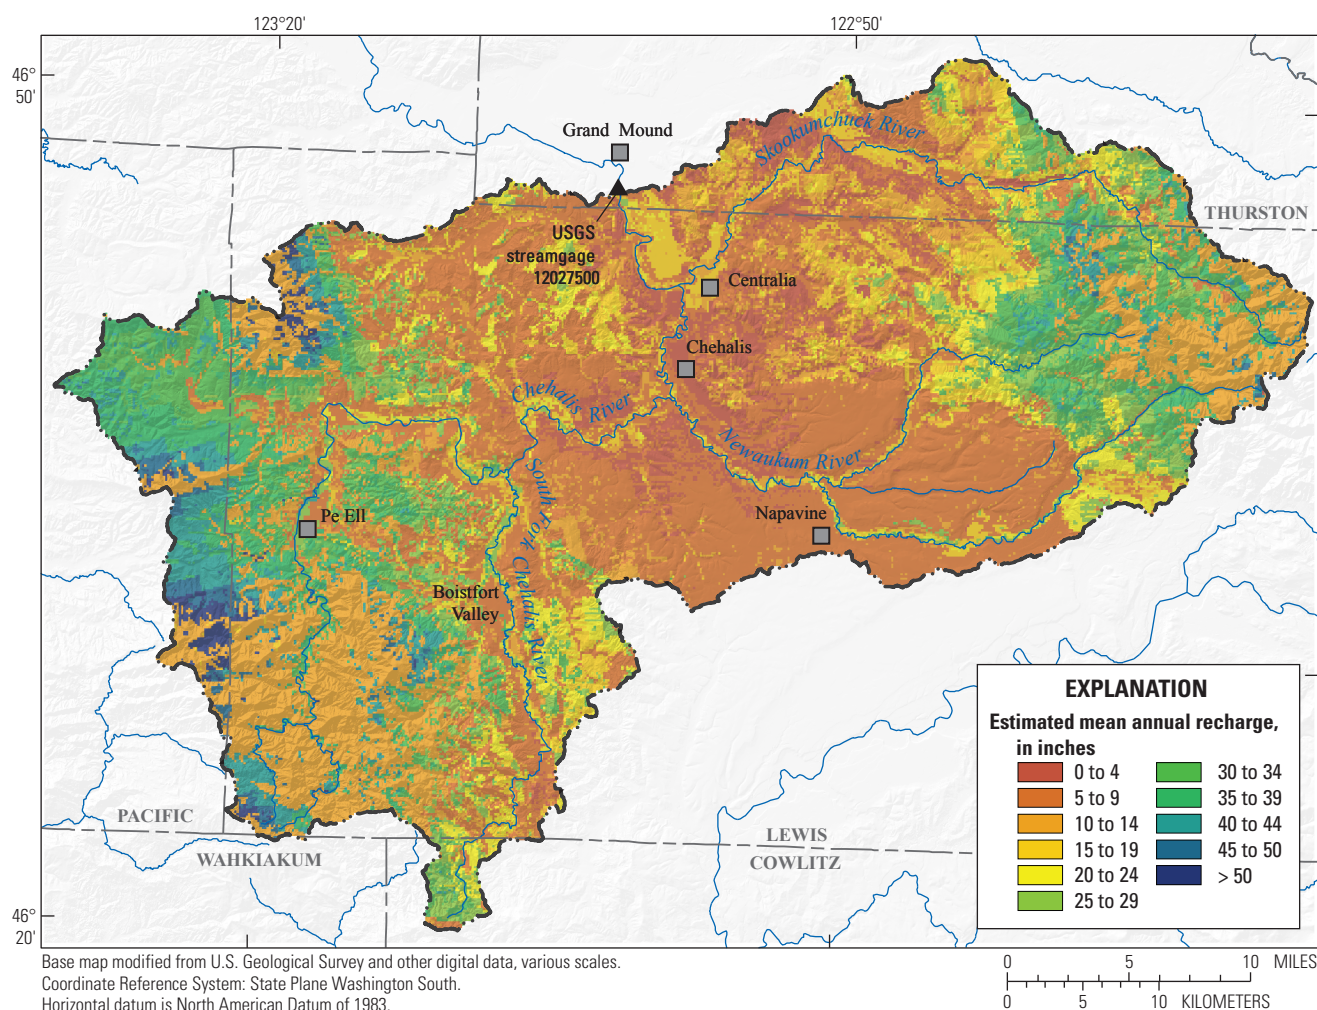 123°20'
122°50'
46°
50'
Grand Mound
Skookumchuck River
THURSTON
USGS
streamgage
12027500
Centralia
Chehalis
Chehalis River
Newaukum River
South Fork Chehalis River
Pe Ell
Napavine
Boistfort
Valley
PACIFIC
WAHKIAKUM
LEWIS
COWLITZ
46°
20'
EXPLANATION
Estimated mean annual recharge,
in inches
0 to 4
5 to 9
10 to 14
15 to 19
20 to 24
25 to 29
30 to 34
35 to 39
40 to 44
45 to 50
> 50
0 5 10 MILES
0 5 10 KILOMETERS
Base map modified from U.S. Geological Survey and other digital data, various scales.
Coordinate Reference System: State Plane Washington South.
Horizontal datum is North American Datum of 1983.